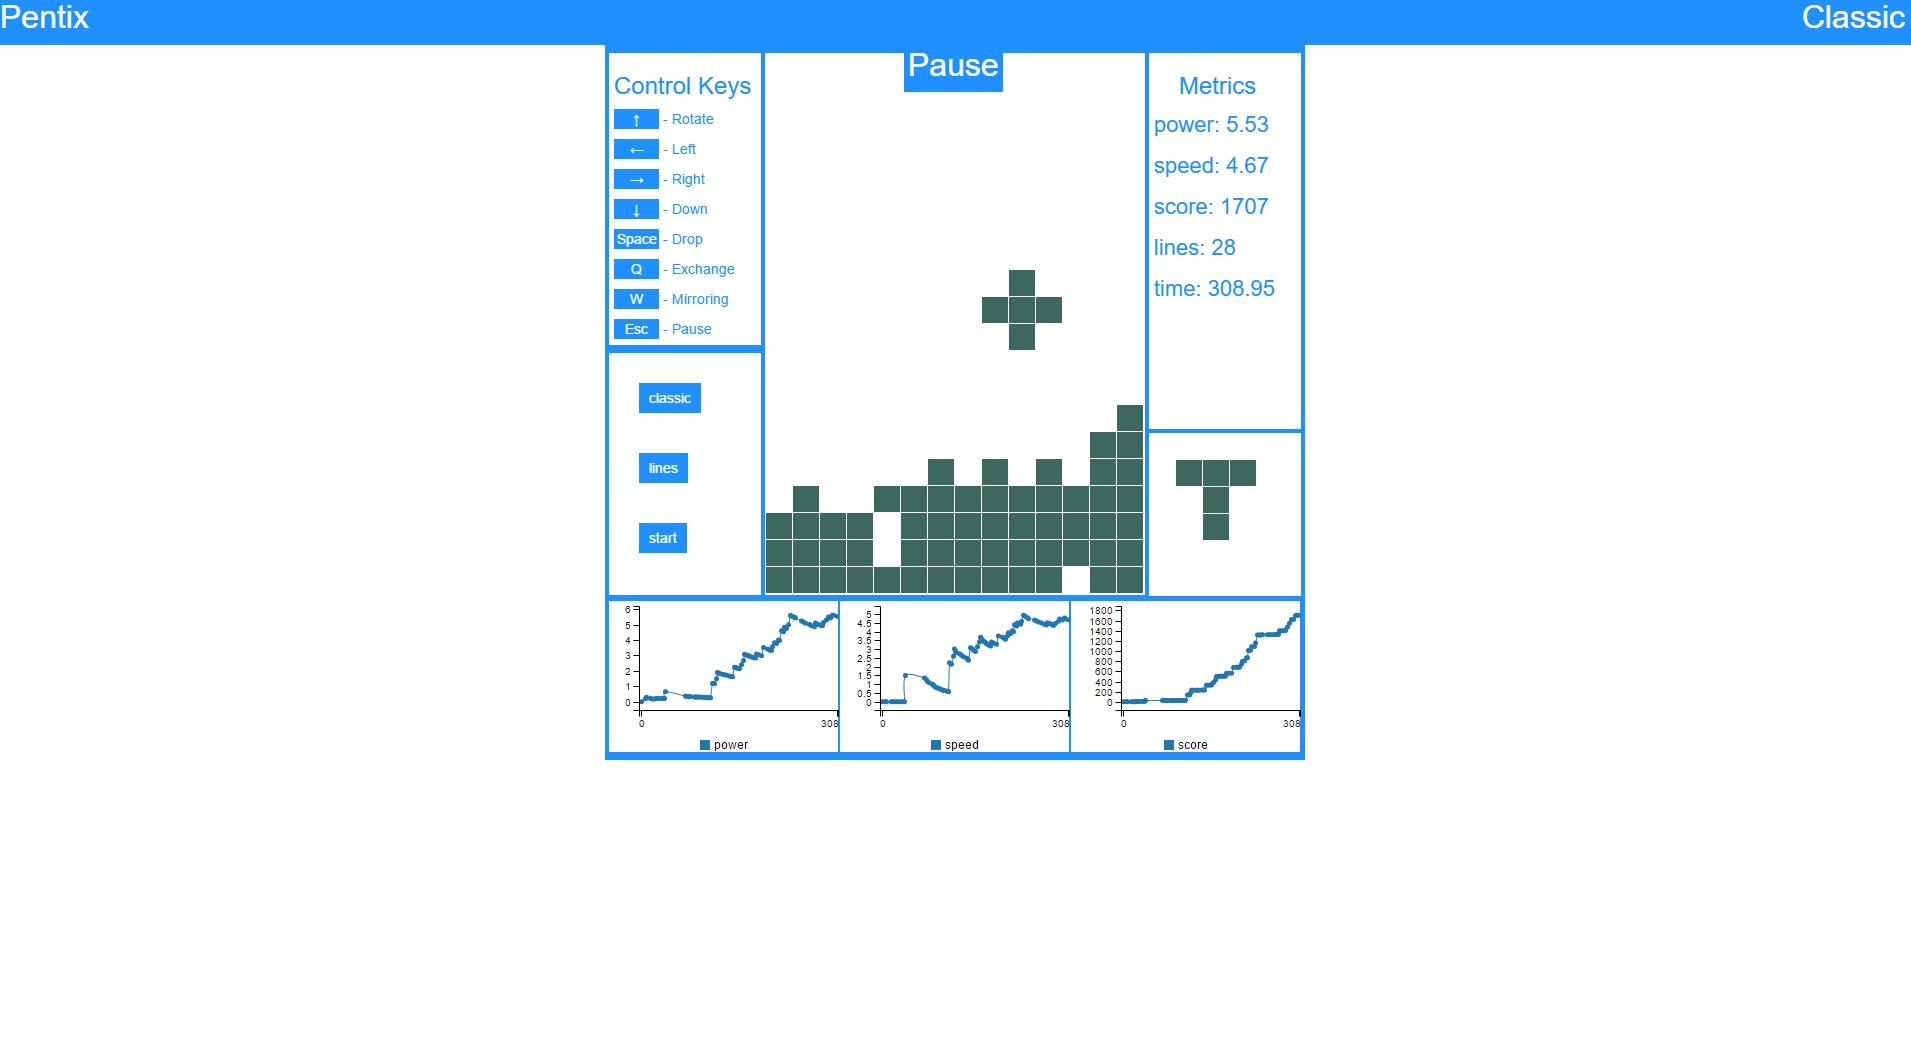 Pentix
Classic
Pause
Control Keys
↑ - Rotate
← - Left
→ - Right
↓ - Down
Space - Drop
Q - Exchange
W - Mirroring
Esc - Pause
classic
lines
start
Metrics
power: 5.53
speed: 4.67
score: 1707
lines: 28
time: 308.95
6
5
4
3
2
1
0
0 308
power
5
4.5
4
3.5
3
2.5
2
1.5
1
0.5
0
0 308
speed
1800
1600
1400
1200
1000
800
600
400
200
0
0 308
score